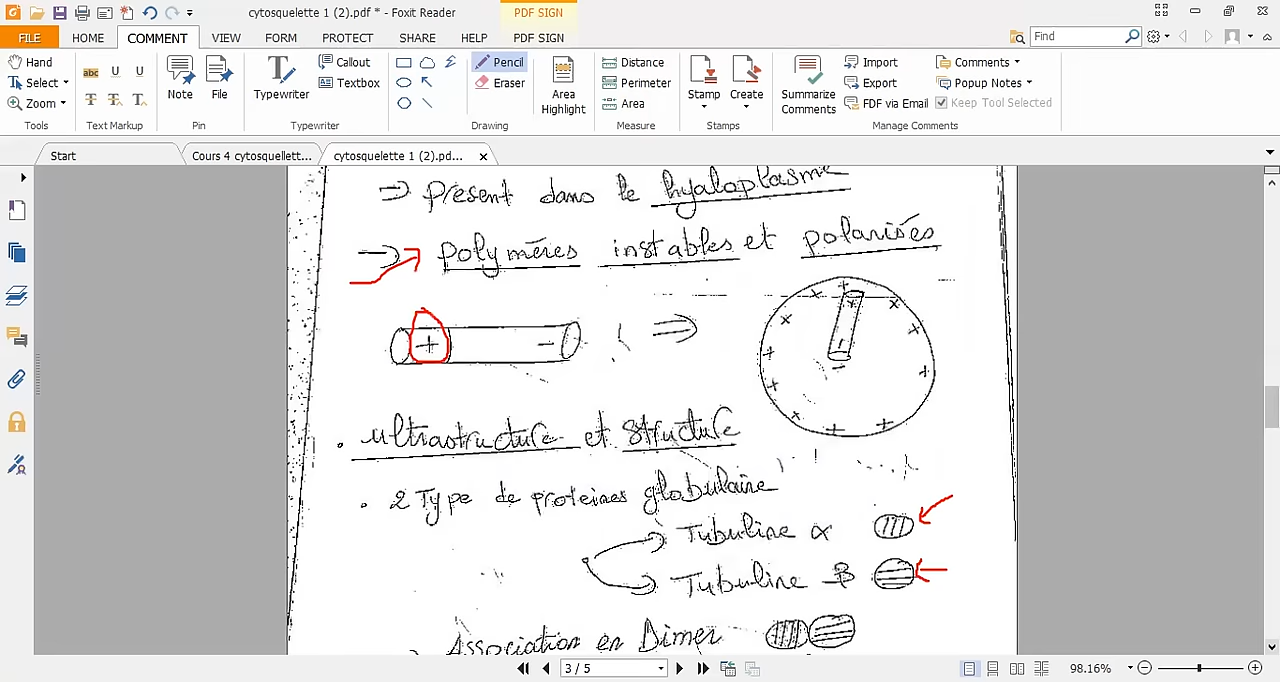 cytosquelette 1 (2).pdf * - Foxit Reader
PDF SIGN
FILE HOME COMMENT VIEW FORM PROTECT SHARE HELP PDF SIGN
Find
Hand
Select
Zoom
Tools
abc U U
T T T
Text Markup
Note
File
Pin
Typewriter
Callout
Textbox
Typewriter
Pencil
Eraser
Area Highlight
Drawing
Distance
Perimeter
Area
Measure
Stamp
Create
Stamps
Summarize Comments
Import
Export
FDF via Email
Comments
Popup Notes
Keep Tool Selected
Manage Comments
Start
Cours 4 cytosquellett...
cytosquelette 1 (2).pd...
=> présent dans le hyaloplasme
-> polymères instables et polarisés
+ -
=>
+ x x x x + + + x + + + + - -
. ultrastructure et structure
. 2 Type de proteines globulaire
Tubuline α
Tubuline β
Association en Dimer
3 / 5
98.16%